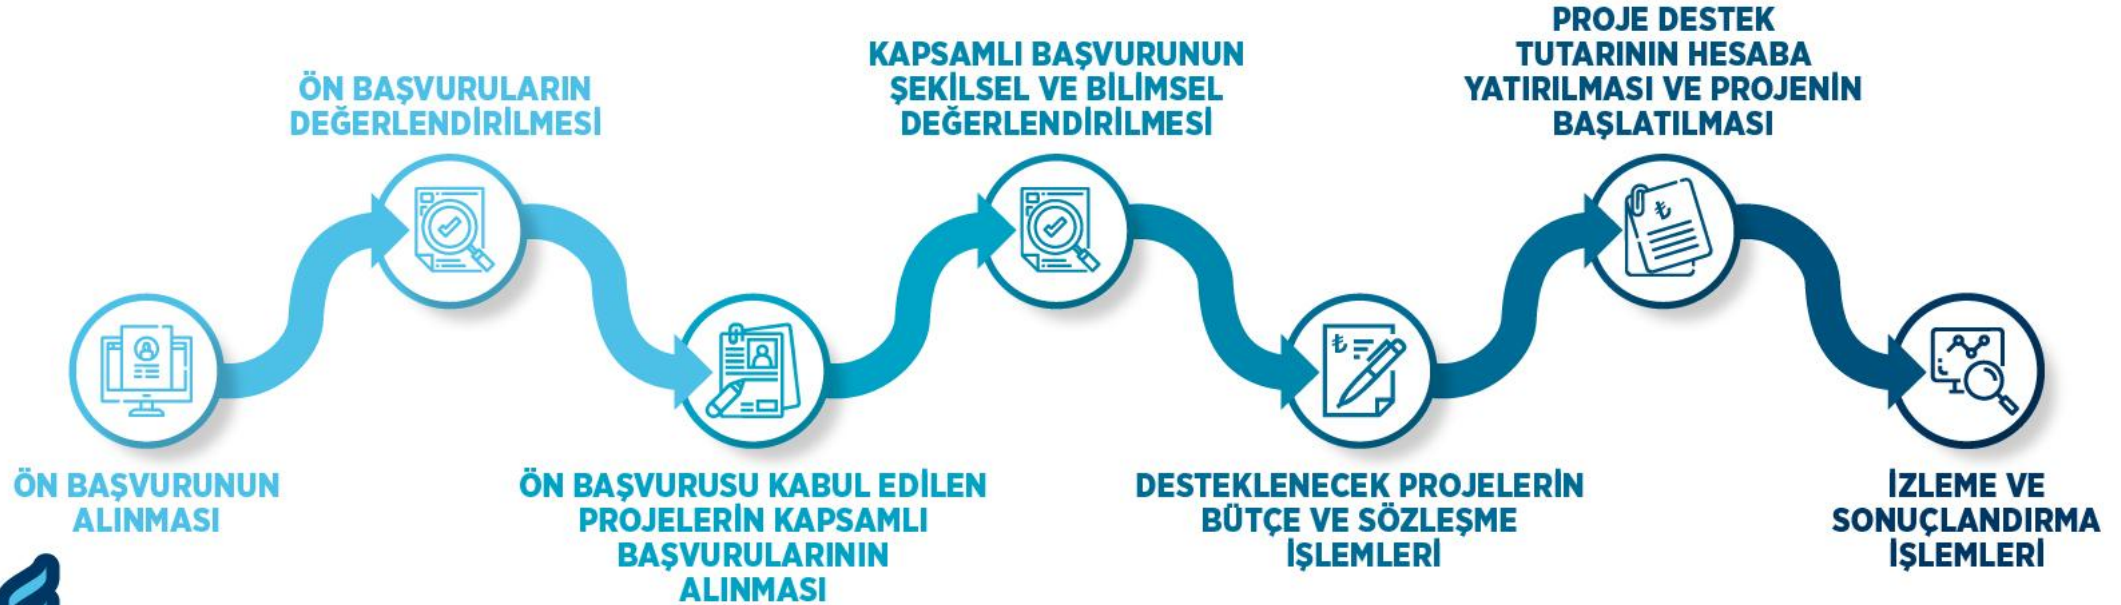 ÖN BAŞVURUNUN
ALINMASI
ÖN BAŞVURULARIN
DEĞERLENDİRİLMESİ
ÖN BAŞVURUSU KABUL EDİLEN
PROJELERİN KAPSAMLI
BAŞVURULARININ
ALINMASI
KAPSAMLI BAŞVURUNUN
ŞEKİLSEL VE BİLİMSEL
DEĞERLENDİRİLMESİ
DESTEKLENECEK PROJELERİN
BÜTÇE VE SÖZLEŞME
İŞLEMLERİ
PROJE DESTEK
TUTARININ HESABA
YATIRILMASI VE PROJENİN
BAŞLATILMASI
İZLEME VE
SONUÇLANDIRMA
İŞLEMLERİ